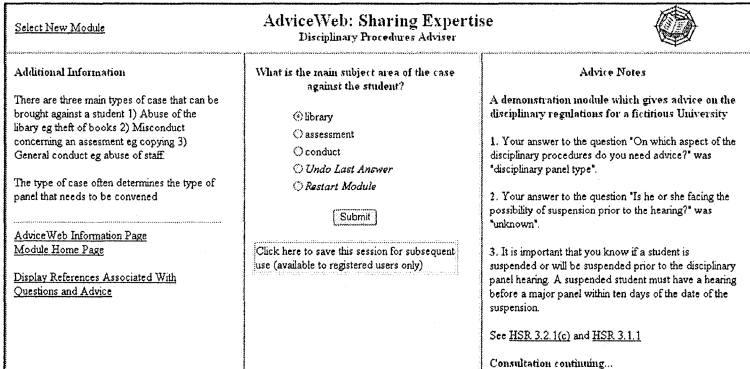 Select New Module
AdviceWeb: Sharing Expertise
Disciplinary Procedures Adviser
Additional Information
There are three main types of case that can be
brought against a student 1) Abuse of the
libary eg theft of books 2) Misconduct
concerning an assesment eg copying 3)
General conduct eg abuse of staff.
The type of case often determines the type of
panel that needs to be convened
AdviceWeb Information Page
Module Home Page
Display References Associated With
Questions and Advice
What is the main subject area of the case
against the student?
library
assessment
conduct
Undo Last Answer
Restart Module
Submit
Click here to save this session for subsequent
use (available to registered users only)
Advice Notes
A demonstration module which gives advice on the
disciplinary regulations for a fictitious University
1. Your answer to the question "On which aspect of the
disciplinary procedures do you need advice?" was
"disciplinary panel type".
2. Your answer to the question "Is he or she facing the
possibility of suspension prior to the hearing?" was
"unknown".
3. It is important that you know if a student is
suspended or will be suspended prior to the disciplinary
panel hearing. A suspended student must have a hearing
before a major panel within ten days of the date of the
suspension.
See HSR 3.2.1(c) and HSR 3.1.1
Consultation continuing...